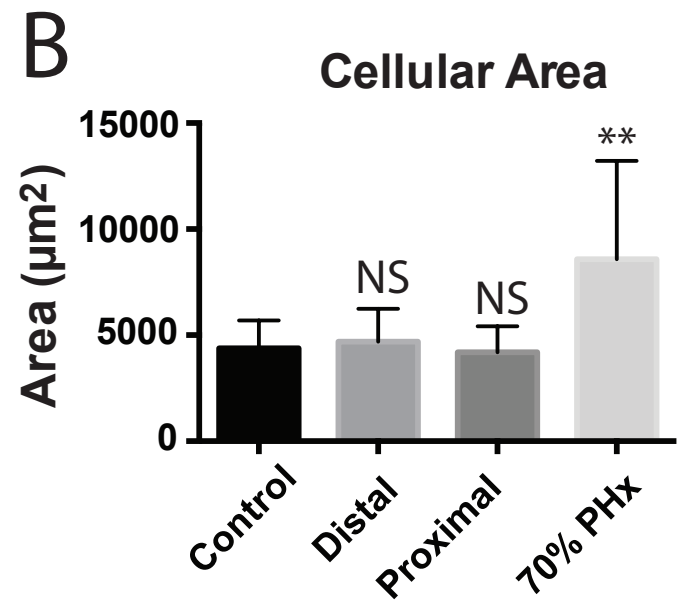 B
Cellular Area
Area (µm²)
15000
10000
5000
0
NS
NS
**
Control
Distal
Proximal
70% PHx